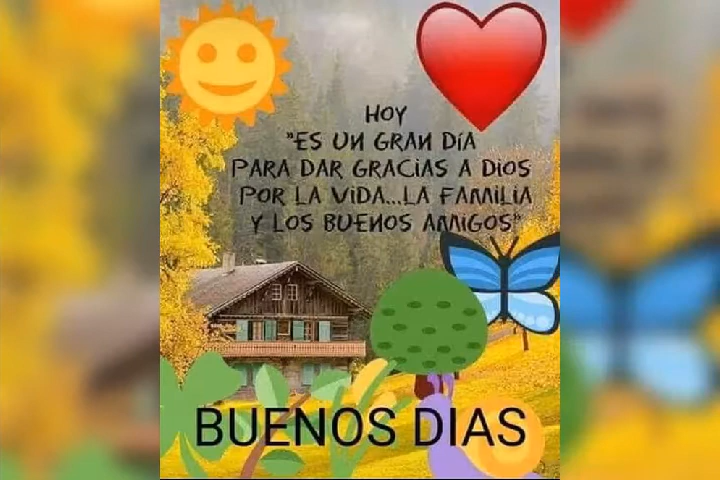 HOY
"ES UN GRAN DÍA
PARA DAR GRACIAS A DIOS
POR LA VIDA...LA FAMILIA
Y LOS BUENOS AMIGOS"
BUENOS DIAS